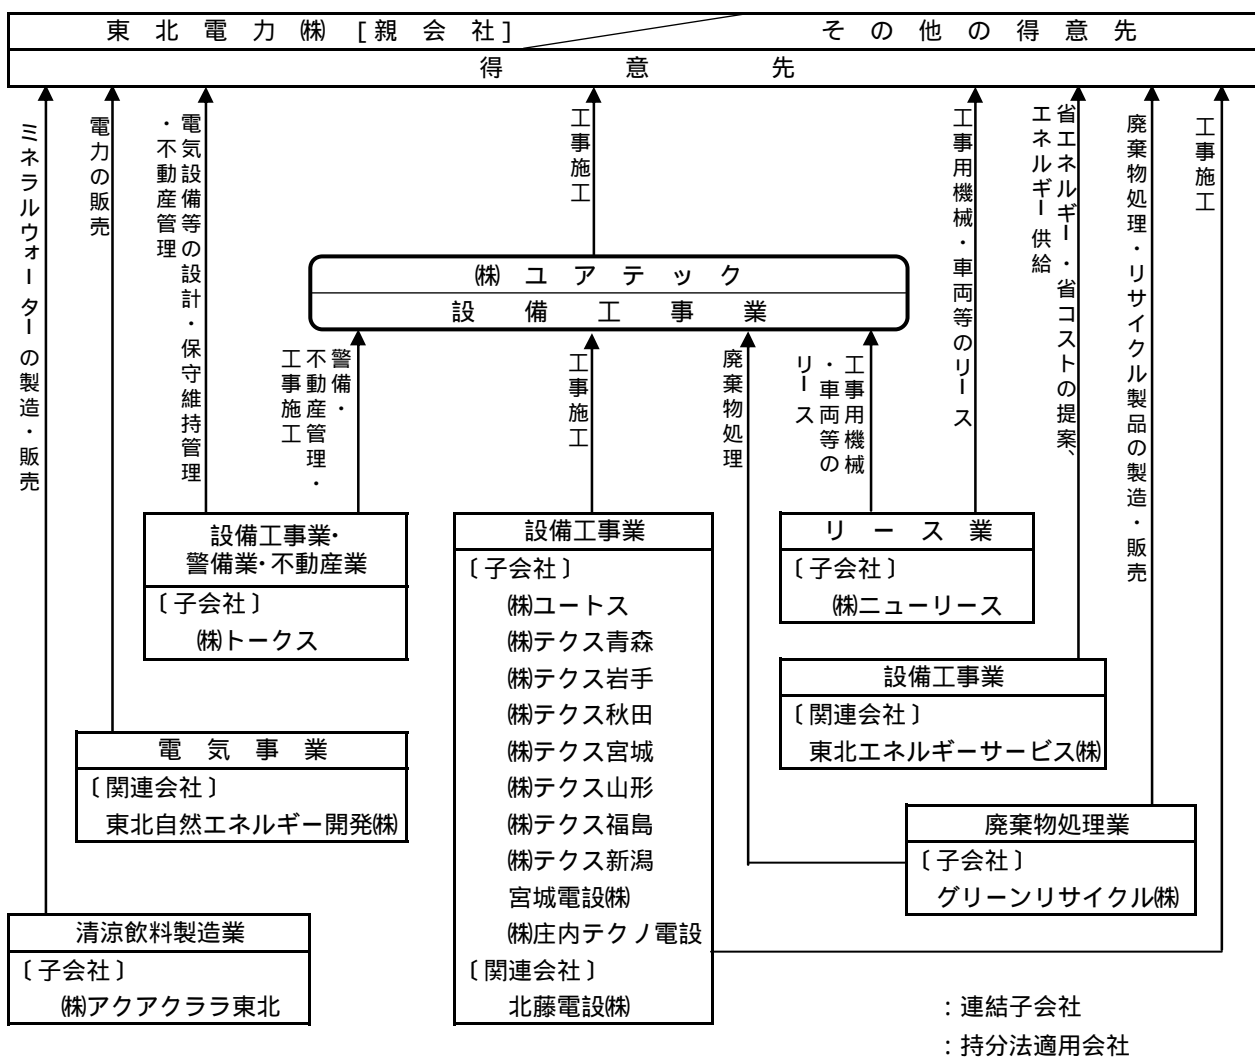 東北電力㈱[親会社]
その他の得意先
得意先
ミネラルウォーターの製造・販売
電力の販売
電気設備等の設計・保守維持管理
・不動産管理
工事施工
工事用機械・車両等のリース
省エネルギー・省コストの提案、
エネルギー供給
廃棄物処理・リサイクル製品の製造・販売
工事施工
㈱ユアテック
設備工事業
警備・
不動産管理・
工事施工
工事施工
廃棄物処理
工事用機械
・車両等の
リース
設備工事業・
警備業・不動産業
〔子会社〕
㈱トークス
設備工事業
〔子会社〕
㈱ユートス
㈱テクス青森
㈱テクス岩手
㈱テクス秋田
㈱テクス宮城
㈱テクス山形
㈱テクス福島
㈱テクス新潟
宮城電設㈱
㈱庄内テクノ電設
〔関連会社〕
北藤電設㈱
リース業
〔子会社〕
㈱ニューリース
設備工事業
〔関連会社〕
東北エネルギーサービス㈱
電気事業
〔関連会社〕
東北自然エネルギー開発㈱
廃棄物処理業
〔子会社〕
グリーンリサイクル㈱
清涼飲料製造業
〔子会社〕
㈱アクアクララ東北
:連結子会社
:持分法適用会社